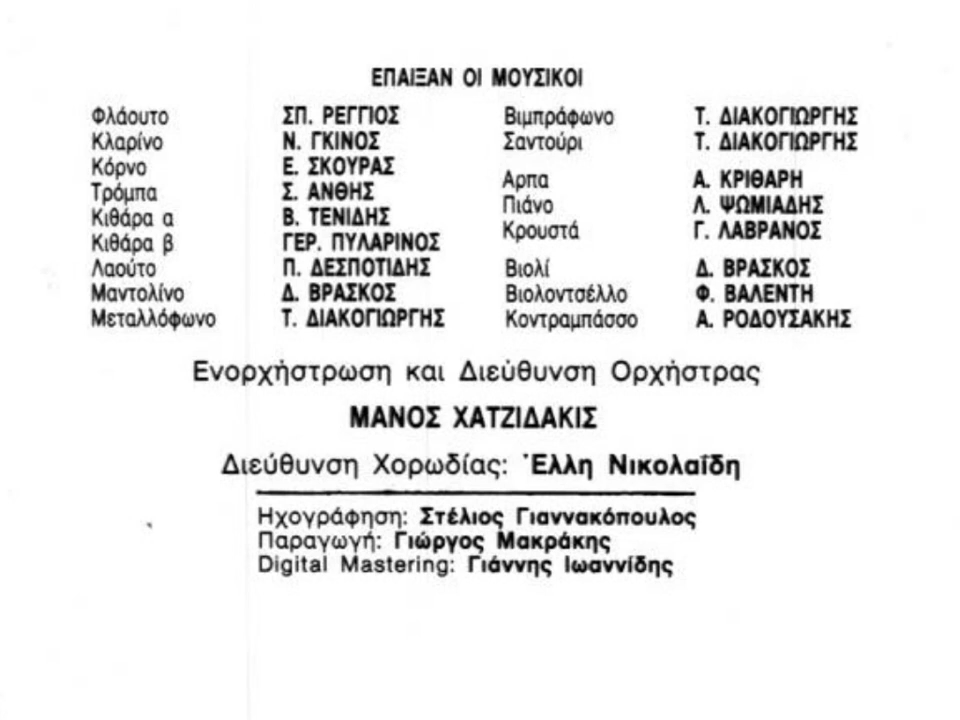 ΕΠΑΙΞΑΝ ΟΙ ΜΟΥΣΙΚΟΙ
Φλάουτο ΣΠ. ΡΕΓΓΙΟΣ
Κλαρίνο Ν. ΓΚΙΝΟΣ
Κόρνο Ε. ΣΚΟΥΡΑΣ
Τρόμπα Σ. ΑΝΘΗΣ
Κιθάρα α Β. ΤΕΝΙΔΗΣ
Κιθάρα β ΓΕΡ. ΠΥΛΑΡΙΝΟΣ
Λαούτο Π. ΔΕΣΠΟΤΙΔΗΣ
Μαντολίνο Δ. ΒΡΑΣΚΟΣ
Μεταλλόφωνο Τ. ΔΙΑΚΟΓΙΩΡΓΗΣ
Βιμπράφωνο Τ. ΔΙΑΚΟΓΙΩΡΓΗΣ
Σαντούρι Τ. ΔΙΑΚΟΓΙΩΡΓΗΣ
Αρπα Α. ΚΡΙΘΑΡΗ
Πιάνο Λ. ΨΩΜΙΑΔΗΣ
Κρουστά Γ. ΛΑΒΡΑΝΟΣ
Βιολί Δ. ΒΡΑΣΚΟΣ
Βιολοντσέλλο Φ. ΒΑΛΕΝΤΗ
Κοντραμπάσσο Α. ΡΟΔΟΥΣΑΚΗΣ
Ενορχήστρωση και Διεύθυνση Ορχήστρας
ΜΑΝΟΣ ΧΑΤΖΙΔΑΚΙΣ
Διεύθυνση Χορωδίας: Έλλη Νικολαΐδη
Ηχογράφηση: Στέλιος Γιαννακόπουλος
Παραγωγή: Γιώργος Μακράκης
Digital Mastering: Γιάννης Ιωαννίδης